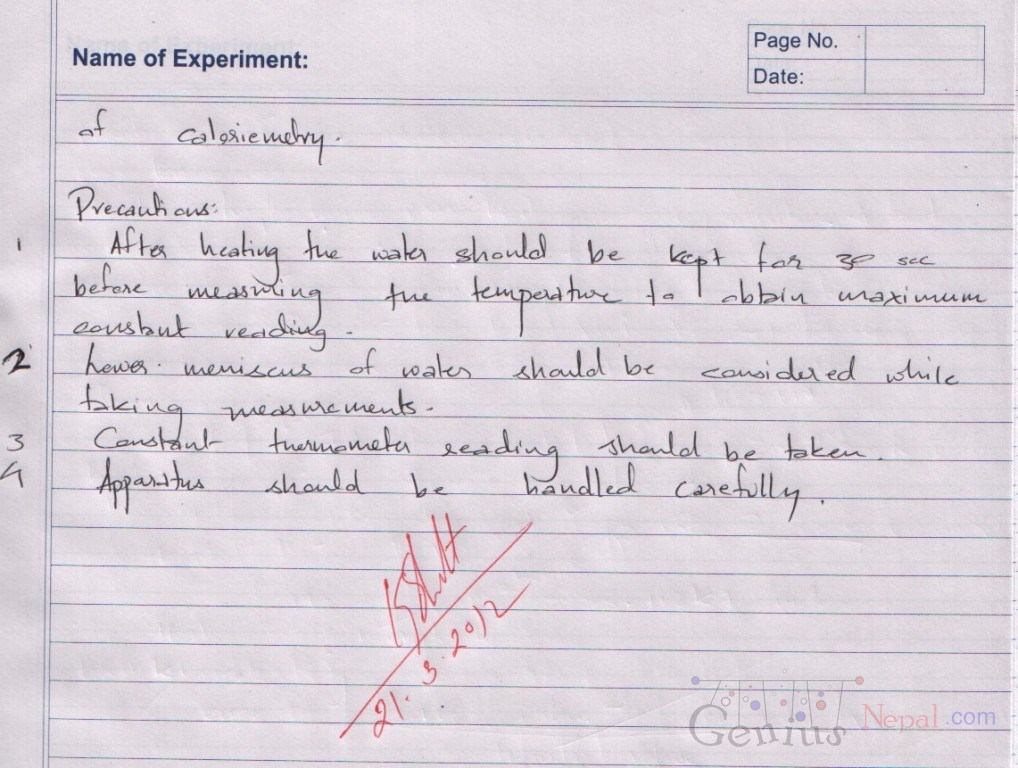 Name of Experiment:
Page No.
Date:
of caloriemetry.
Precautions:
1 After heating the water should be kept for 30 sec
before measuring the temperature to obtain maximum
constant reading.
2 Lower meniscus of water should be considered while
taking measurements.
3 Constant thermometer reading should be taken.
4 Apparatus should be handled carefully.
21.3.2012
Genius Nepal.com